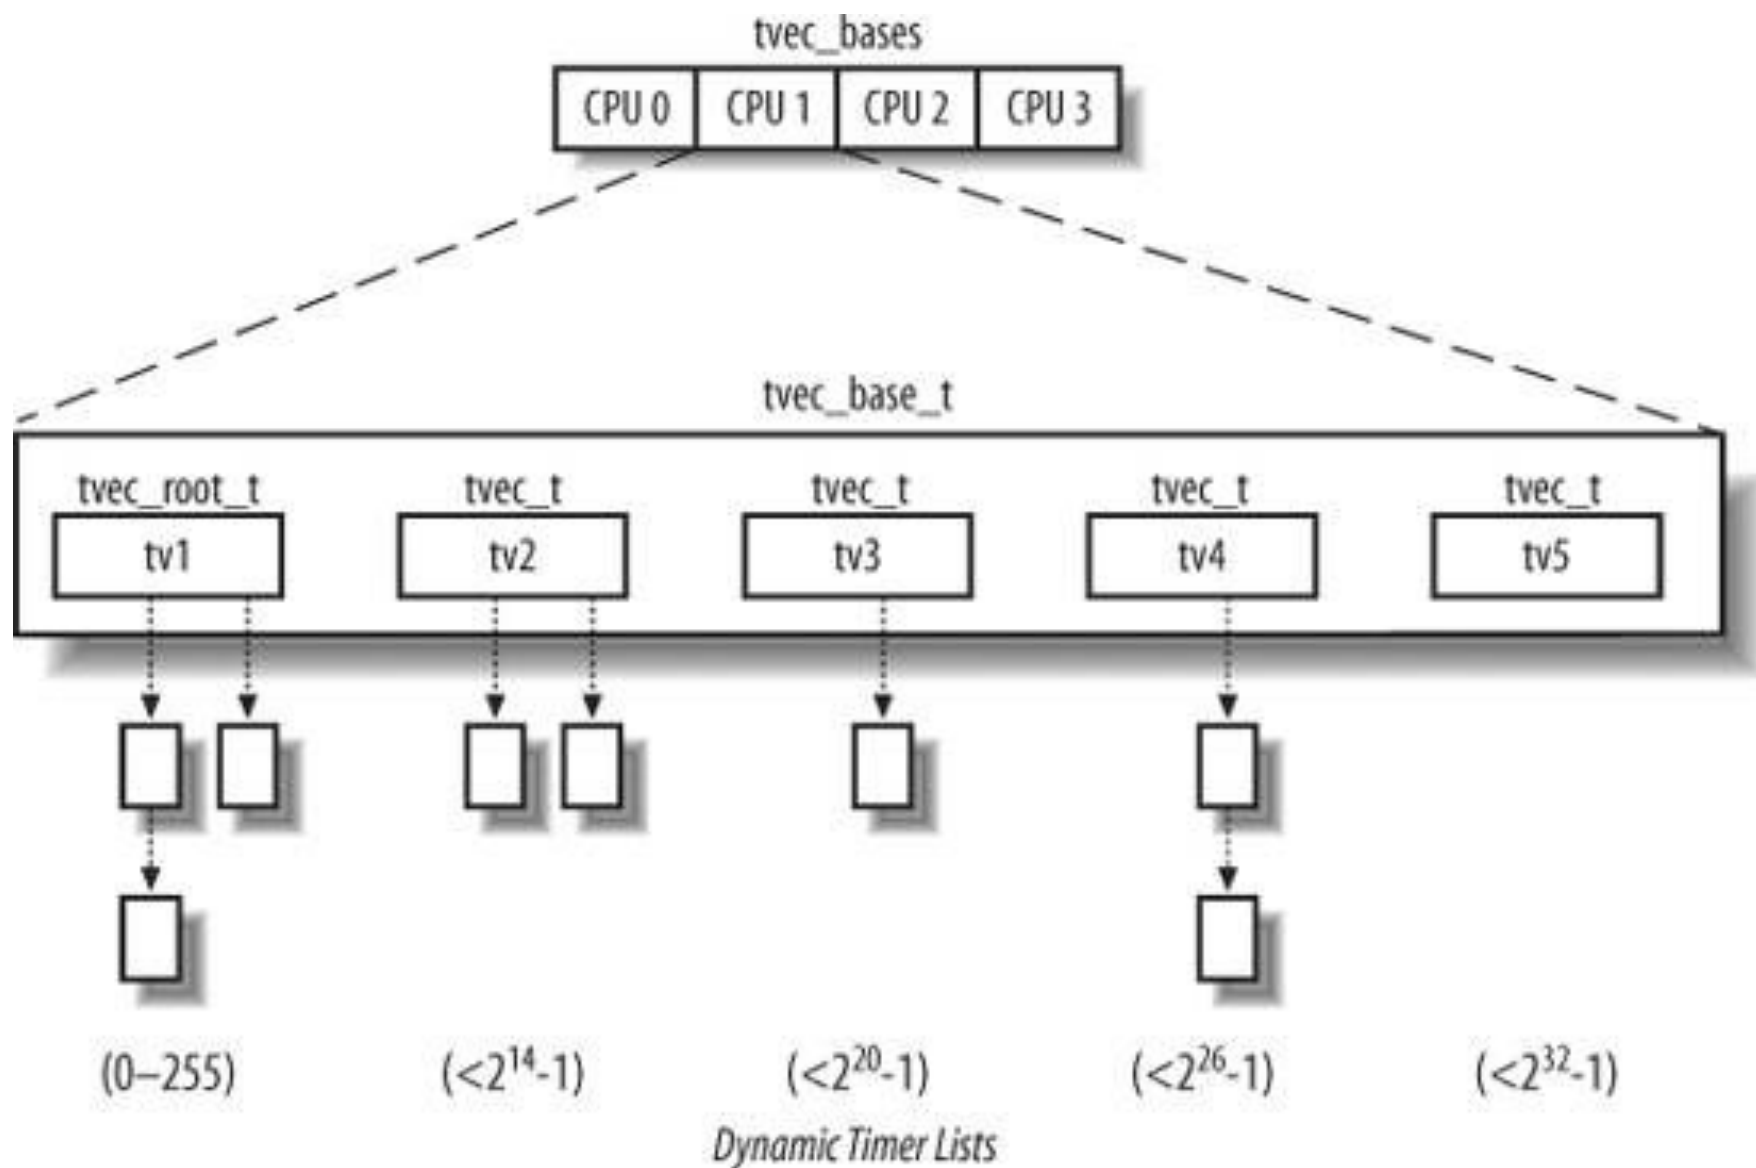 tvec_bases
CPU 0 CPU 1 CPU 2 CPU 3
tvec_base_t
tvec_root_t tvec_t tvec_t tvec_t tvec_t
tv1 tv2 tv3 tv4 tv5
(0–255) (<2¹⁴-1) (<2²⁰-1) (<2²⁶-1) (<2³²-1)
Dynamic Timer Lists